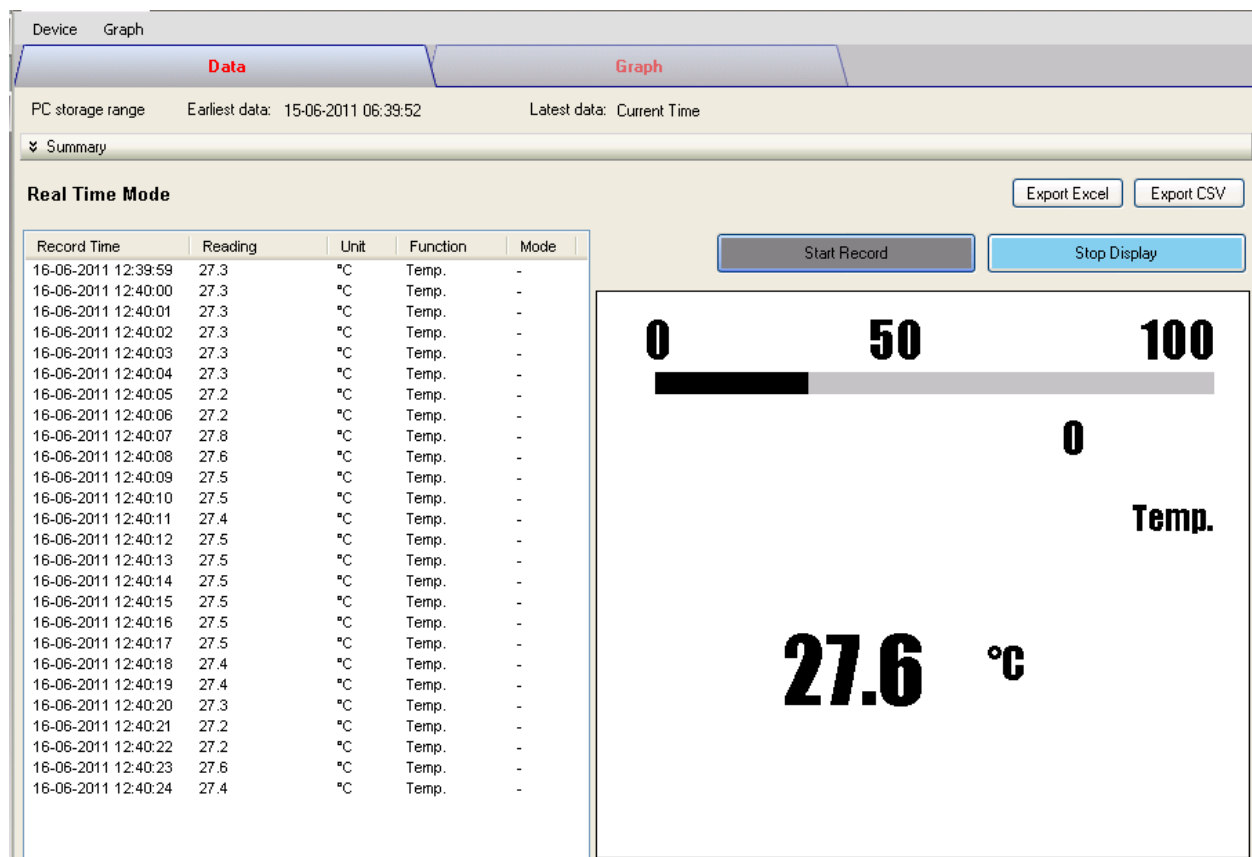 Device Graph
Data Graph
PC storage range Earliest data: 15-06-2011 06:39:52 Latest data: Current Time
Summary
Real Time Mode Export Excel Export CSV
Start Record Stop Display
Record Time Reading Unit Function Mode
16-06-2011 12:39:59 27.3 °C Temp. -
16-06-2011 12:40:00 27.3 °C Temp. -
16-06-2011 12:40:01 27.3 °C Temp. -
16-06-2011 12:40:02 27.3 °C Temp. -
16-06-2011 12:40:03 27.3 °C Temp. -
16-06-2011 12:40:04 27.3 °C Temp. -
16-06-2011 12:40:05 27.2 °C Temp. -
16-06-2011 12:40:06 27.2 °C Temp. -
16-06-2011 12:40:07 27.8 °C Temp. -
16-06-2011 12:40:08 27.6 °C Temp. -
16-06-2011 12:40:09 27.5 °C Temp. -
16-06-2011 12:40:10 27.5 °C Temp. -
16-06-2011 12:40:11 27.4 °C Temp. -
16-06-2011 12:40:12 27.5 °C Temp. -
16-06-2011 12:40:13 27.5 °C Temp. -
16-06-2011 12:40:14 27.5 °C Temp. -
16-06-2011 12:40:15 27.5 °C Temp. -
16-06-2011 12:40:16 27.5 °C Temp. -
16-06-2011 12:40:17 27.5 °C Temp. -
16-06-2011 12:40:18 27.4 °C Temp. -
16-06-2011 12:40:19 27.4 °C Temp. -
16-06-2011 12:40:20 27.3 °C Temp. -
16-06-2011 12:40:21 27.2 °C Temp. -
16-06-2011 12:40:22 27.2 °C Temp. -
16-06-2011 12:40:23 27.6 °C Temp. -
16-06-2011 12:40:24 27.4 °C Temp. -
0 50 100
0
Temp.
27.6 °C